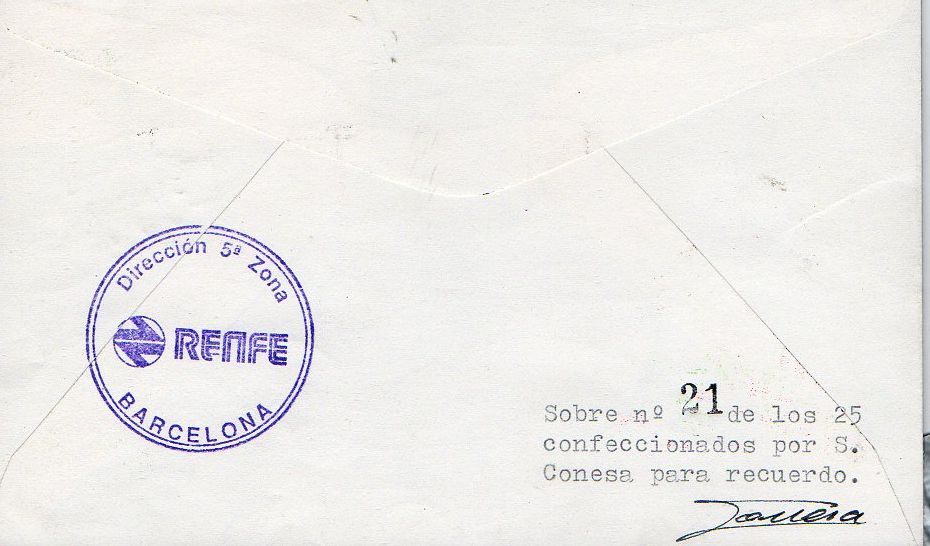 Dirección 5ª Zona
RENFE
BARCELONA
Sobre nº 21 de los 25
confeccionados por S.
Conesa para recuerdo.